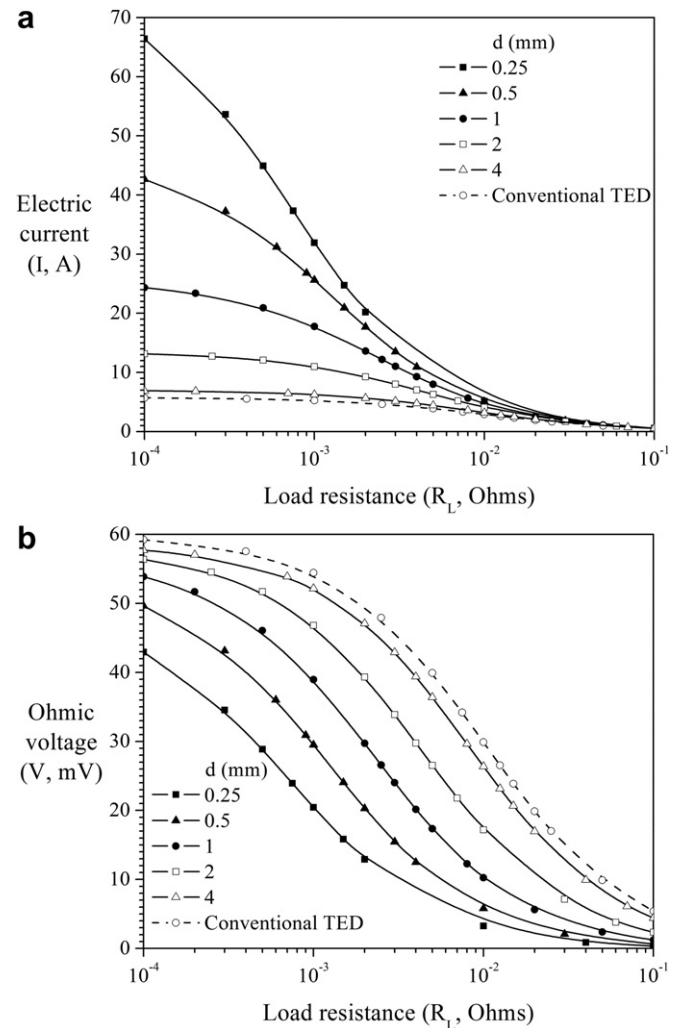 a
70
60
50
40
30
20
10
0
Electric
current
(I, A)
d (mm)
0.25
0.5
1
2
4
Conventional TED
10⁻⁴ 10⁻³ 10⁻² 10⁻¹
Load resistance (R_L, Ohms)
b
60
50
40
30
20
10
0
Ohmic
voltage
(V, mV)
d (mm)
0.25
0.5
1
2
4
Conventional TED
10⁻⁴ 10⁻³ 10⁻² 10⁻¹
Load resistance (R_L, Ohms)